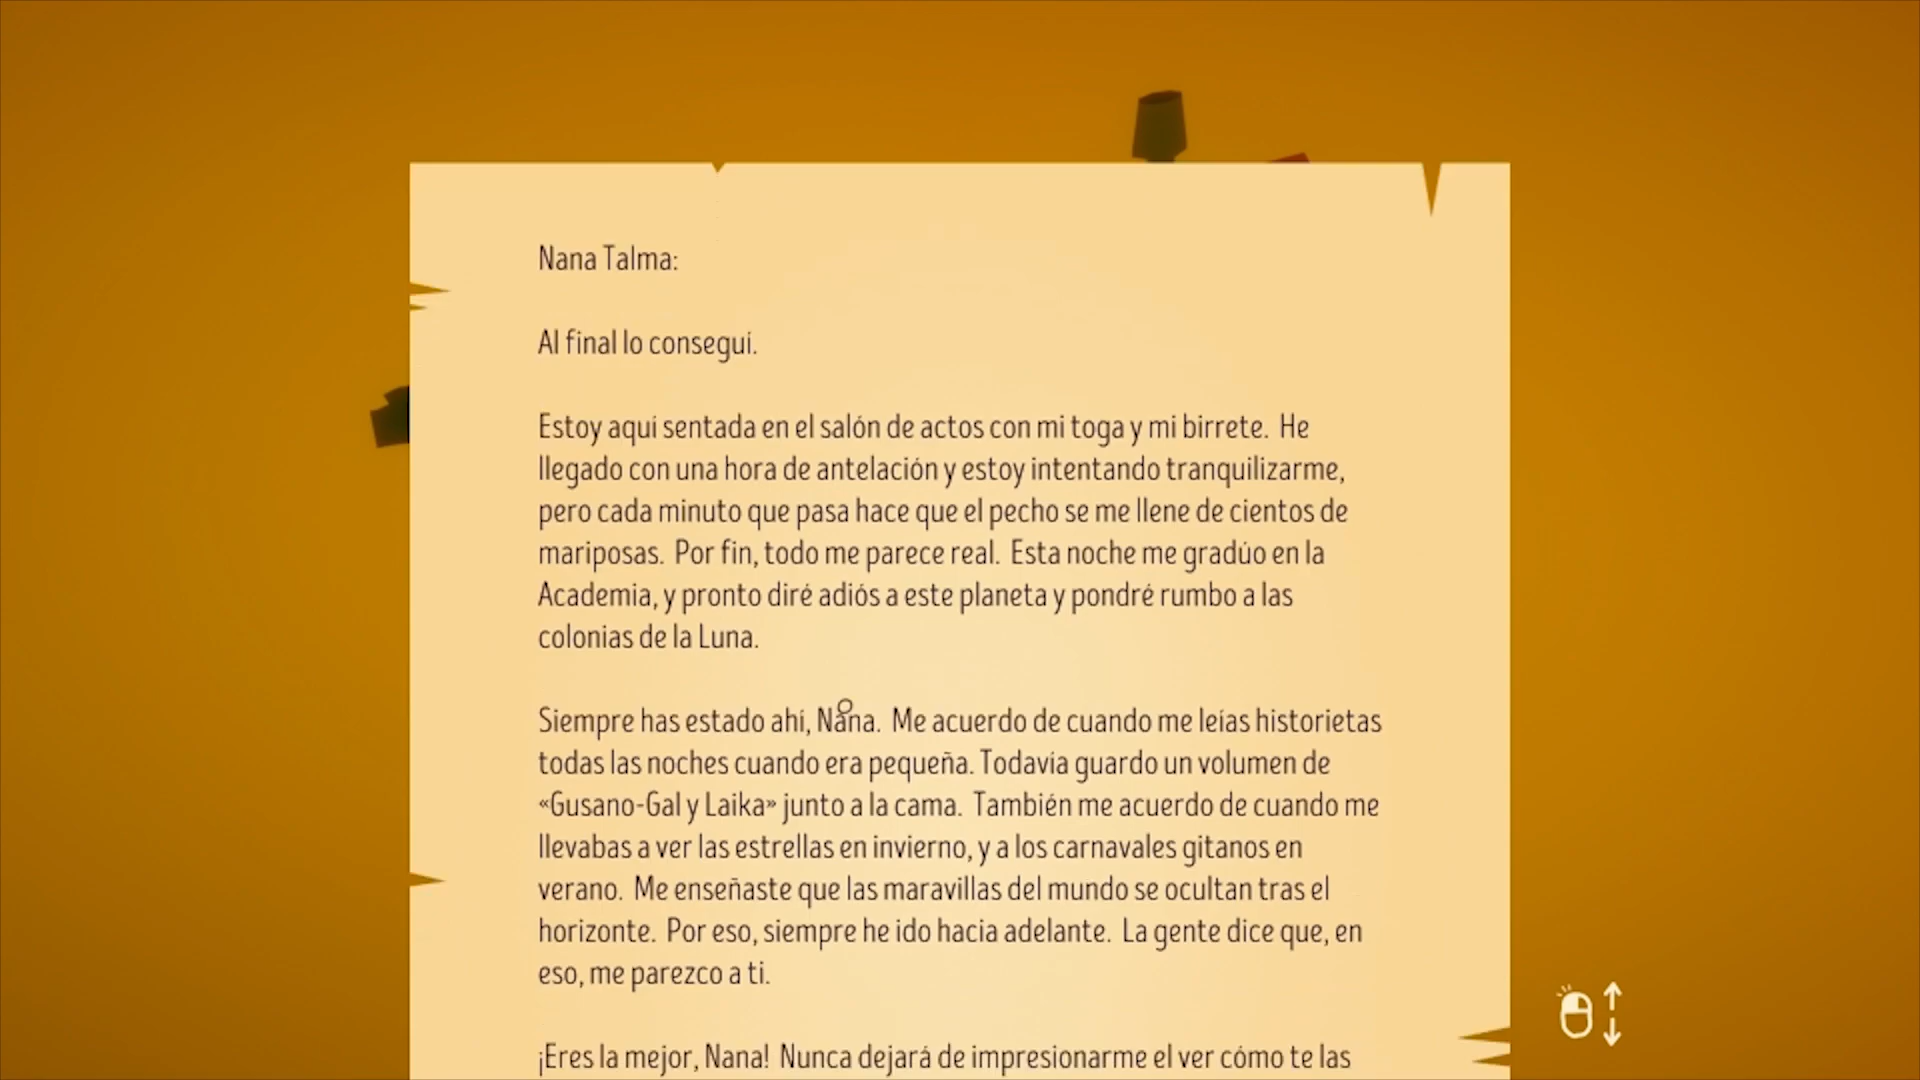 Nana Talma:
Al final lo conseguí.
Estoy aquí sentada en el salón de actos con mi toga y mi birrete. He
llegado con una hora de antelación y estoy intentando tranquilizarme,
pero cada minuto que pasa hace que el pecho se me llene de cientos de
mariposas. Por fin, todo me parece real. Esta noche me gradúo en la
Academia, y pronto diré adiós a este planeta y pondré rumbo a las
colonias de la Luna.
Siempre has estado ahí, Nana. Me acuerdo de cuando me leías historietas
todas las noches cuando era pequeña. Todavía guardo un volumen de
«Gusano-Gal y Laika» junto a la cama. También me acuerdo de cuando me
llevabas a ver las estrellas en invierno, y a los carnavales gitanos en
verano. Me enseñaste que las maravillas del mundo se ocultan tras el
horizonte. Por eso, siempre he ido hacia adelante. La gente dice que, en
eso, me parezco a ti.
¡Eres la mejor, Nana! Nunca dejará de impresionarme el ver cómo te las